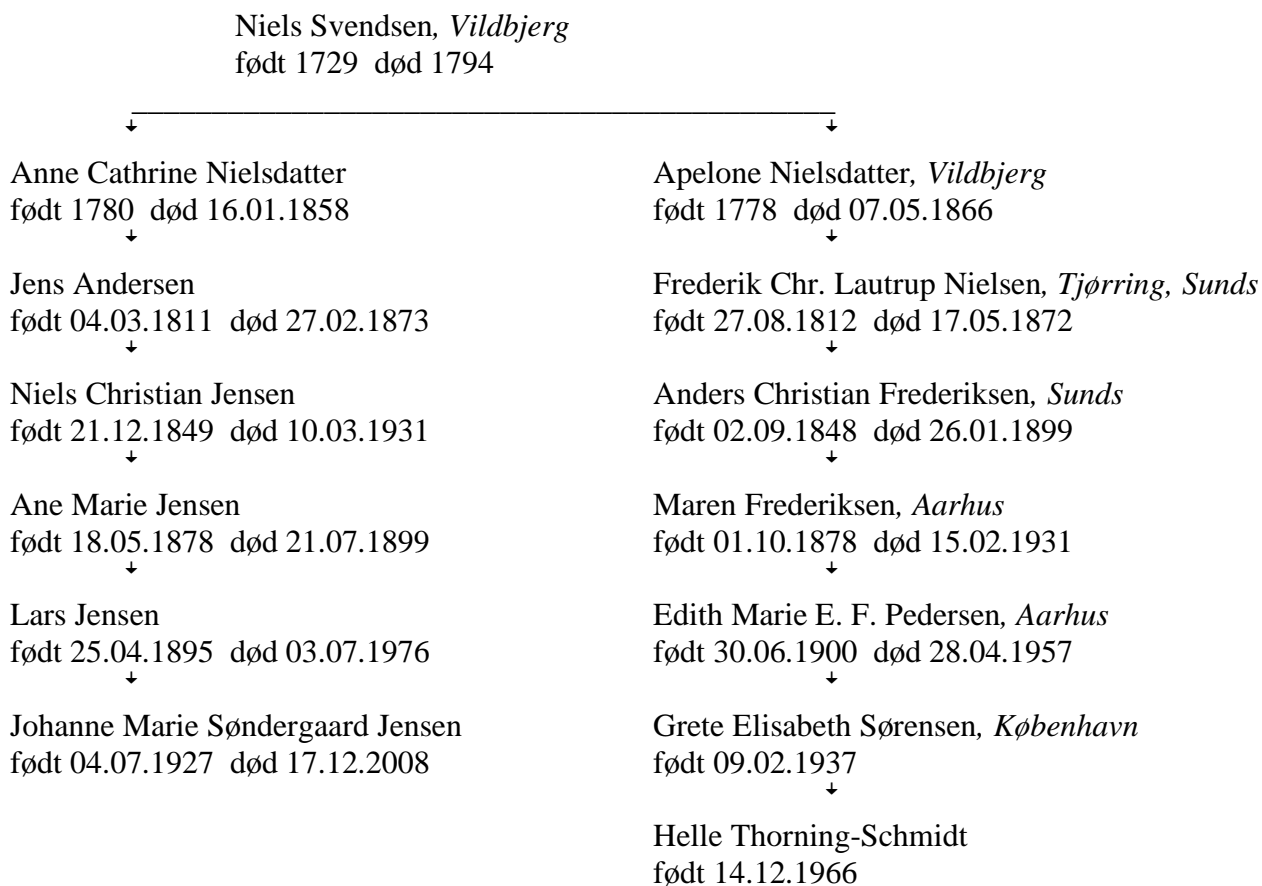 Niels Svendsen, Vildbjerg
født 1729 død 1794
Anne Cathrine Nielsdatter
født 1780 død 16.01.1858
Apelone Nielsdatter, Vildbjerg
født 1778 død 07.05.1866
Jens Andersen
født 04.03.1811 død 27.02.1873
Frederik Chr. Lautrup Nielsen, Tjørring, Sunds
født 27.08.1812 død 17.05.1872
Niels Christian Jensen
født 21.12.1849 død 10.03.1931
Anders Christian Frederiksen, Sunds
født 02.09.1848 død 26.01.1899
Ane Marie Jensen
født 18.05.1878 død 21.07.1899
Maren Frederiksen, Aarhus
født 01.10.1878 død 15.02.1931
Lars Jensen
født 25.04.1895 død 03.07.1976
Edith Marie E. F. Pedersen, Aarhus
født 30.06.1900 død 28.04.1957
Johanne Marie Søndergaard Jensen
født 04.07.1927 død 17.12.2008
Grete Elisabeth Sørensen, København
født 09.02.1937
Helle Thorning-Schmidt
født 14.12.1966